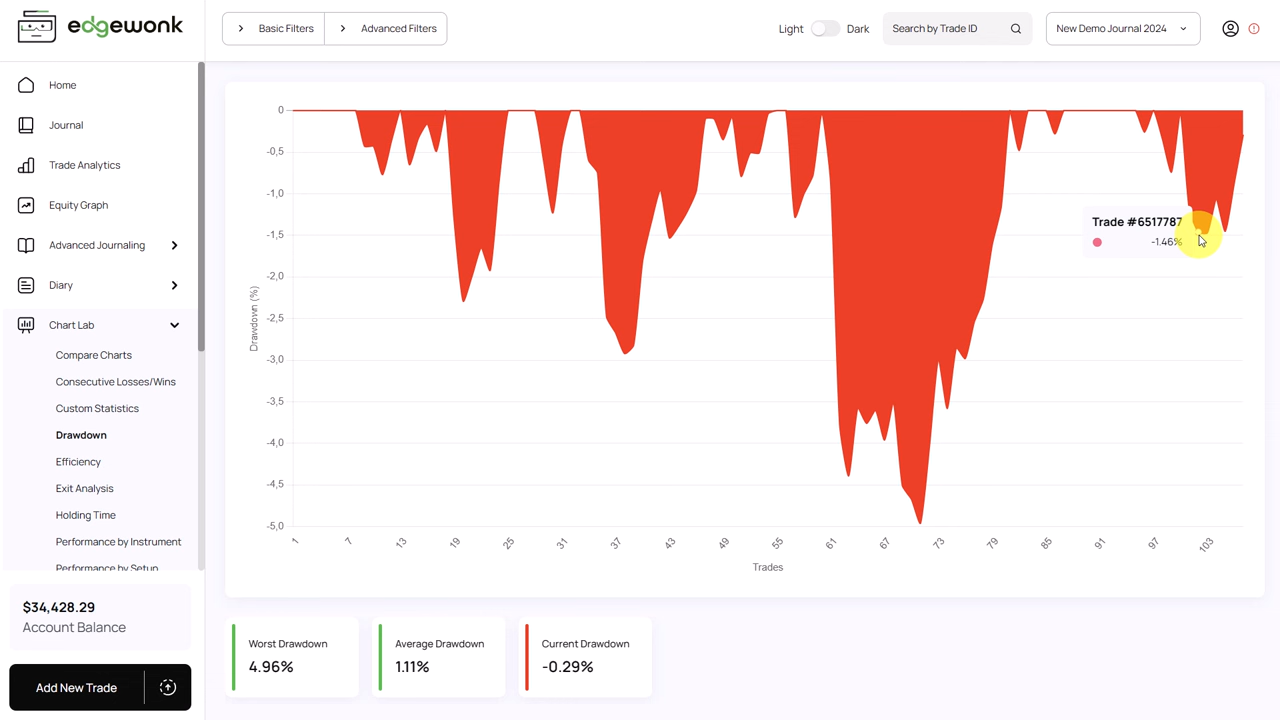 edgewonk
Basic Filters
Advanced Filters
Light
Dark
Search by Trade ID
New Demo Journal 2024
Home
Journal
Trade Analytics
Equity Graph
Advanced Journaling
Diary
Chart Lab
Compare Charts
Consecutive Losses/Wins
Custom Statistics
Drawdown
Efficiency
Exit Analysis
Holding Time
Performance by Instrument
Performance by Setup
$34,428.29
Account Balance
Add New Trade
0
-0,5
-1,0
-1,5
-2,0
-2,5
-3,0
-3,5
-4,0
-4,5
-5,0
Drawdown (%)
Trade #6517787
-1.46%
1
7
13
19
25
31
37
43
49
55
61
67
73
79
85
91
97
103
Trades
Worst Drawdown
4.96%
Average Drawdown
1.11%
Current Drawdown
-0.29%